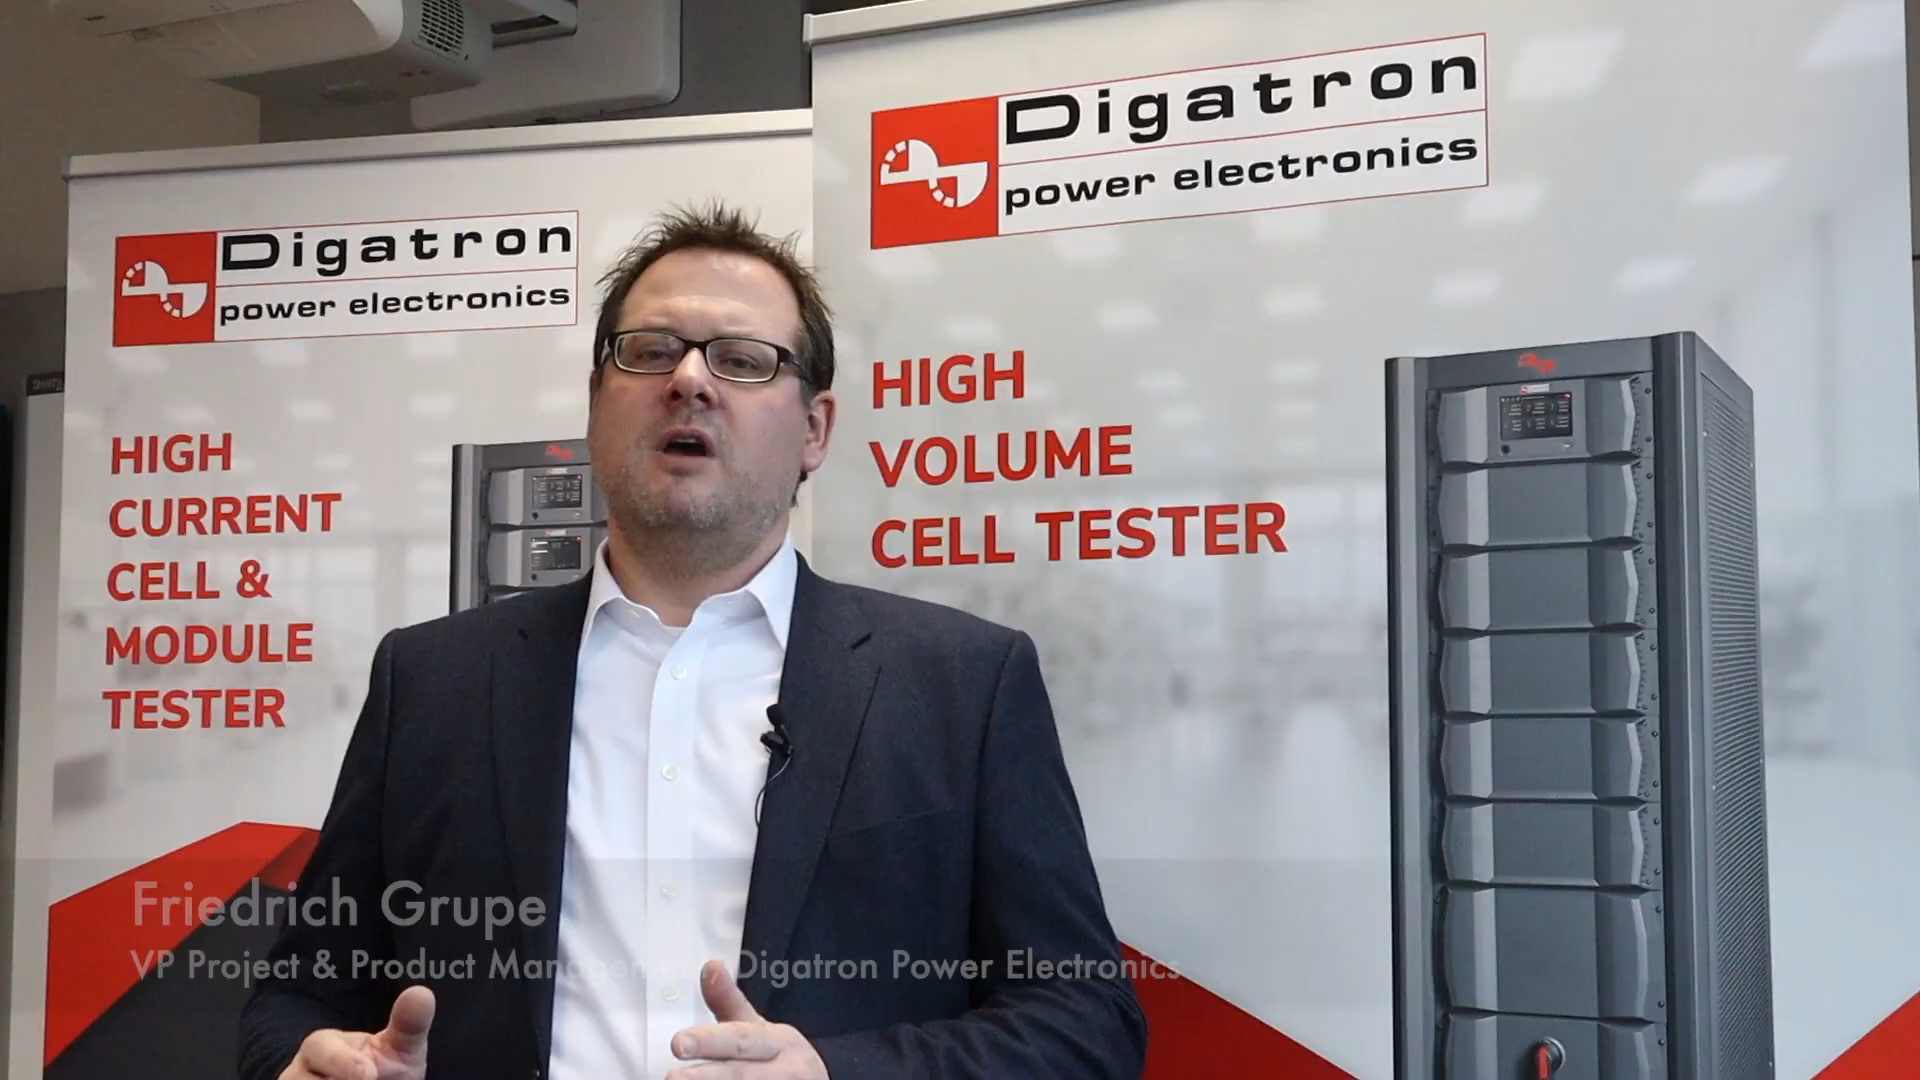 Digatron
power electronics
HIGH
CURRENT
CELL &
MODULE
TESTER
Digatron
power electronics
HIGH
VOLUME
CELL TESTER
Friedrich Grupe
VP Project & Product Management, Digatron Power Electronics